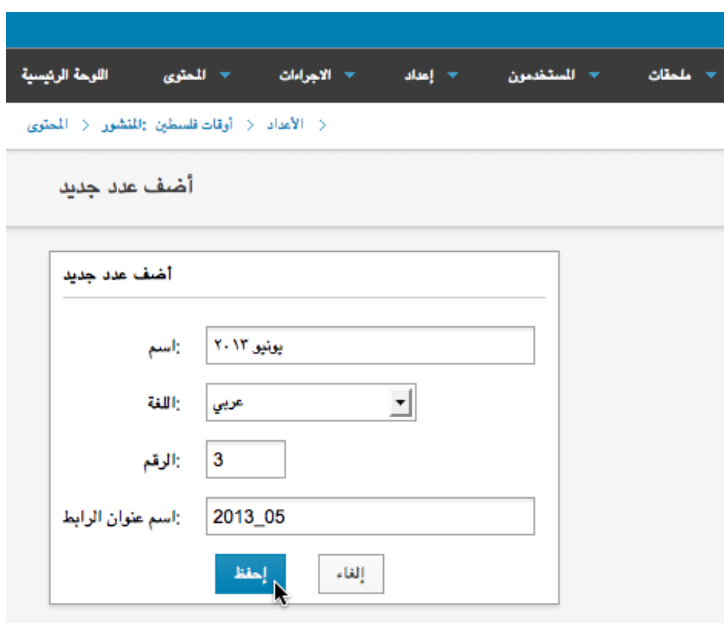 اللوحة الرئيسية المحتوى الاجراءات إعداد المستخدمون ملحقات
المحتوى > المنشور: أوقات فلسطين > الأعداد >
أضف عدد جديد
أضف عدد جديد
اسم: يونيو ٢٠١٣
اللغة: عربي
الرقم: 3
اسم عنوان الرابط: 2013_05
إحفظ إلغاء